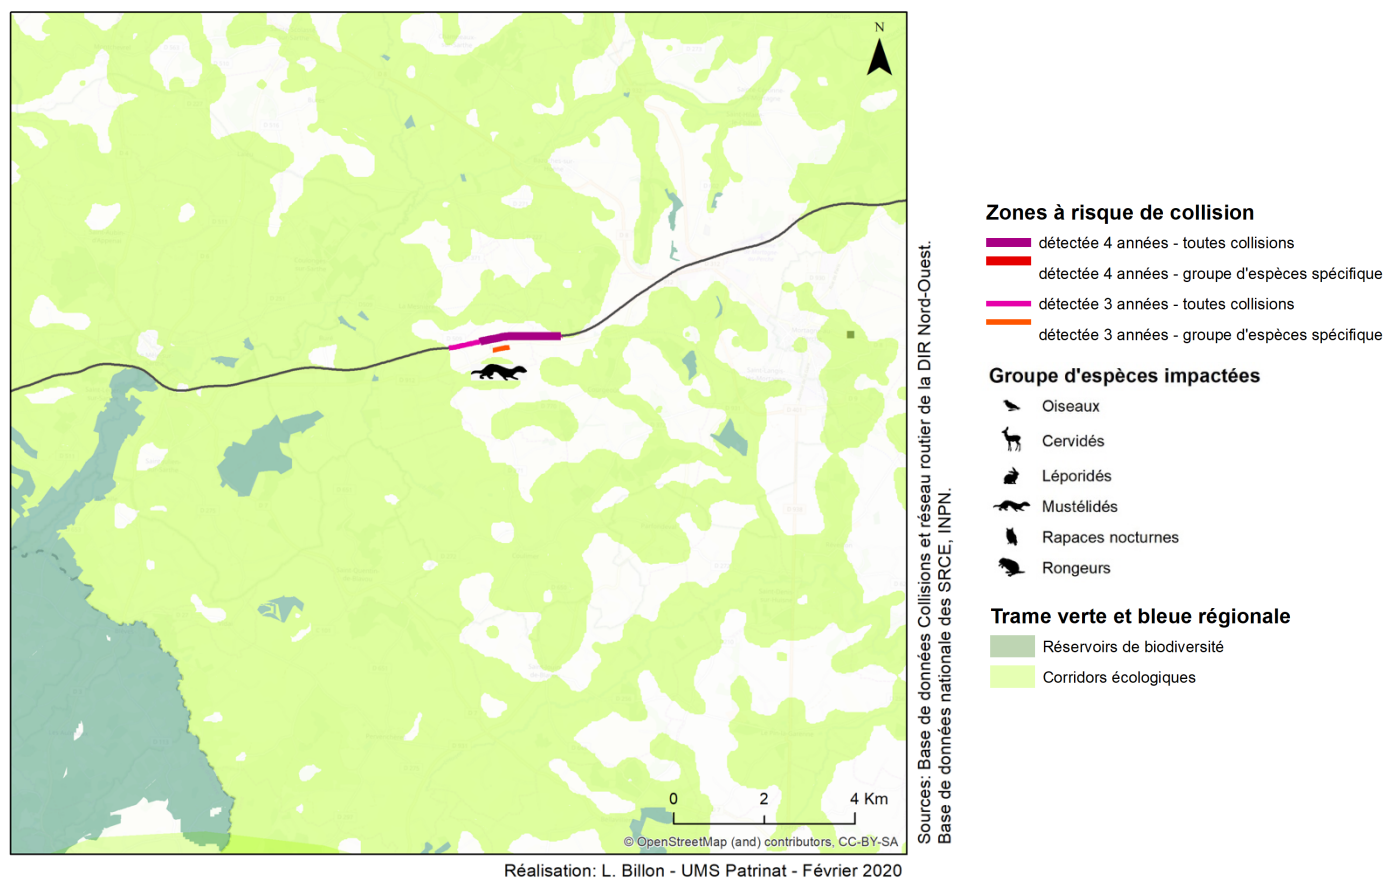 N
0 2 4 Km
© OpenStreetMap (and) contributors, CC-BY-SA
Réalisation: L. Billon - UMS Patrinat - Février 2020
Sources: Base de données Collisions et réseau routier de la DIR Nord-Ouest.
Base de données nationale des SRCE, INPN.
Zones à risque de collision
détectée 4 années - toutes collisions
détectée 4 années - groupe d'espèces spécifique
détectée 3 années - toutes collisions
détectée 3 années - groupe d'espèces spécifique
Groupe d'espèces impactées
Oiseaux
Cervidés
Léporidés
Mustélidés
Rapaces nocturnes
Rongeurs
Trame verte et bleue régionale
Réservoirs de biodiversité
Corridors écologiques